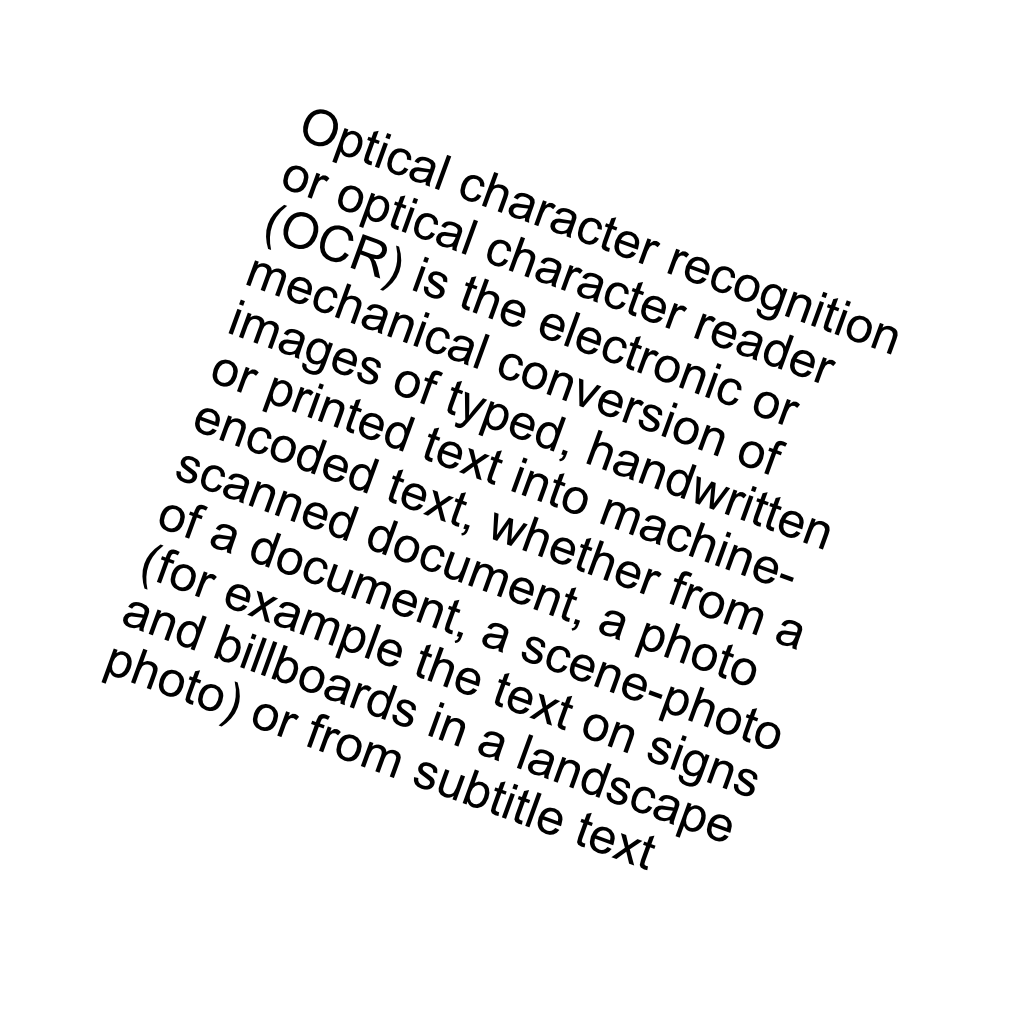 Optical character recognition
or optical character reader
(OCR) is the electronic or
mechanical conversion of
images of typed, handwritten
or printed text into machine-
encoded text, whether from a
scanned document, a photo
of a document, a scene-photo
(for example the text on signs
and billboards in a landscape
photo) or from subtitle text